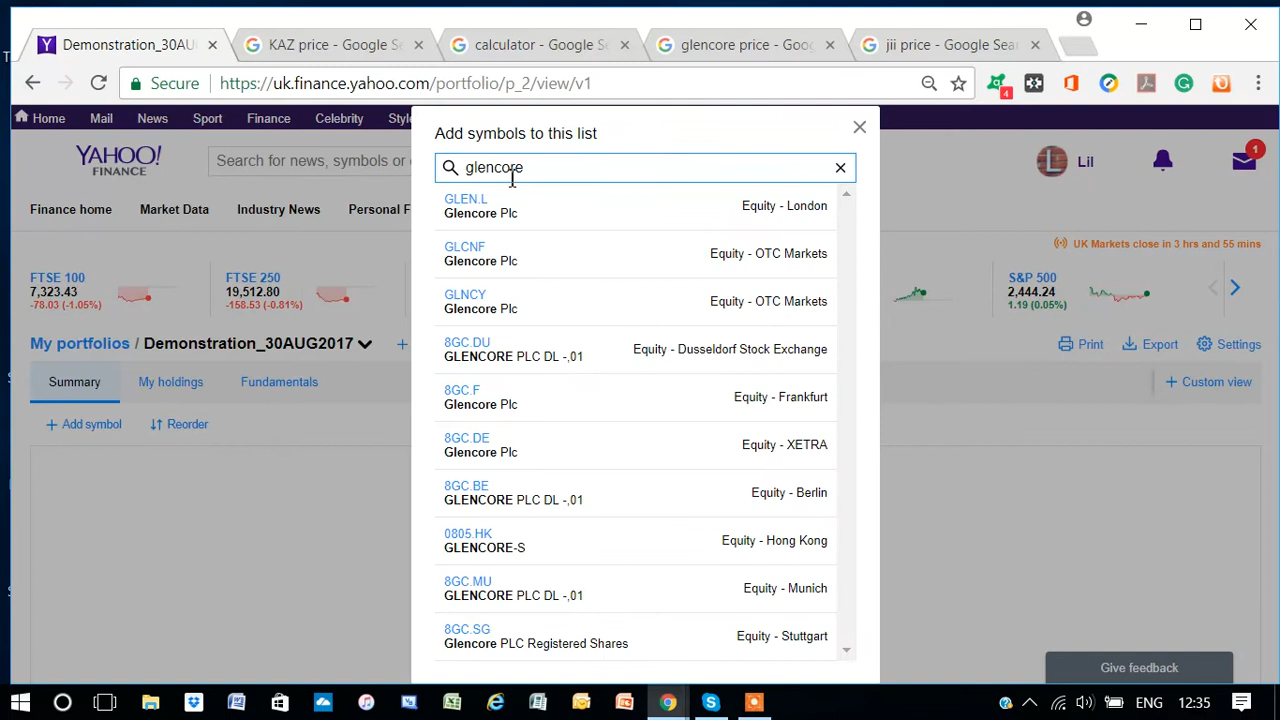 Demonstration_30AU
KAZ price - Google Se
calculator - Google Se
glencore price - Goog
jii price - Google Sear
Secure
https://uk.finance.yahoo.com/portfolio/p_2/view/v1
4
Home
Mail
News
Sport
Finance
Celebrity
Style
YAHOO!
FINANCE
Search for news, symbols or
Lil
1
Finance home
Market Data
Industry News
Personal F
UK Markets close in 3 hrs and 55 mins
FTSE 100
7,323.43
-78.03 (-1.05%)
FTSE 250
19,512.80
-158.53 (-0.81%)
S&P 500
2,444.24
1.19 (0.05%)
My portfolios / Demonstration_30AUG2017
Print
Export
Settings
Summary
My holdings
Fundamentals
+ Custom view
+ Add symbol
Reorder
Add symbols to this list
glencore
GLEN.L
Glencore Plc
Equity - London
GLCNF
Glencore Plc
Equity - OTC Markets
GLNCY
Glencore Plc
Equity - OTC Markets
8GC.DU
GLENCORE PLC DL -,01
Equity - Dusseldorf Stock Exchange
8GC.F
Glencore Plc
Equity - Frankfurt
8GC.DE
Glencore Plc
Equity - XETRA
8GC.BE
GLENCORE PLC DL -,01
Equity - Berlin
0805.HK
GLENCORE-S
Equity - Hong Kong
8GC.MU
GLENCORE PLC DL -,01
Equity - Munich
8GC.SG
Glencore PLC Registered Shares
Equity - Stuttgart
Give feedback
ENG
12:35